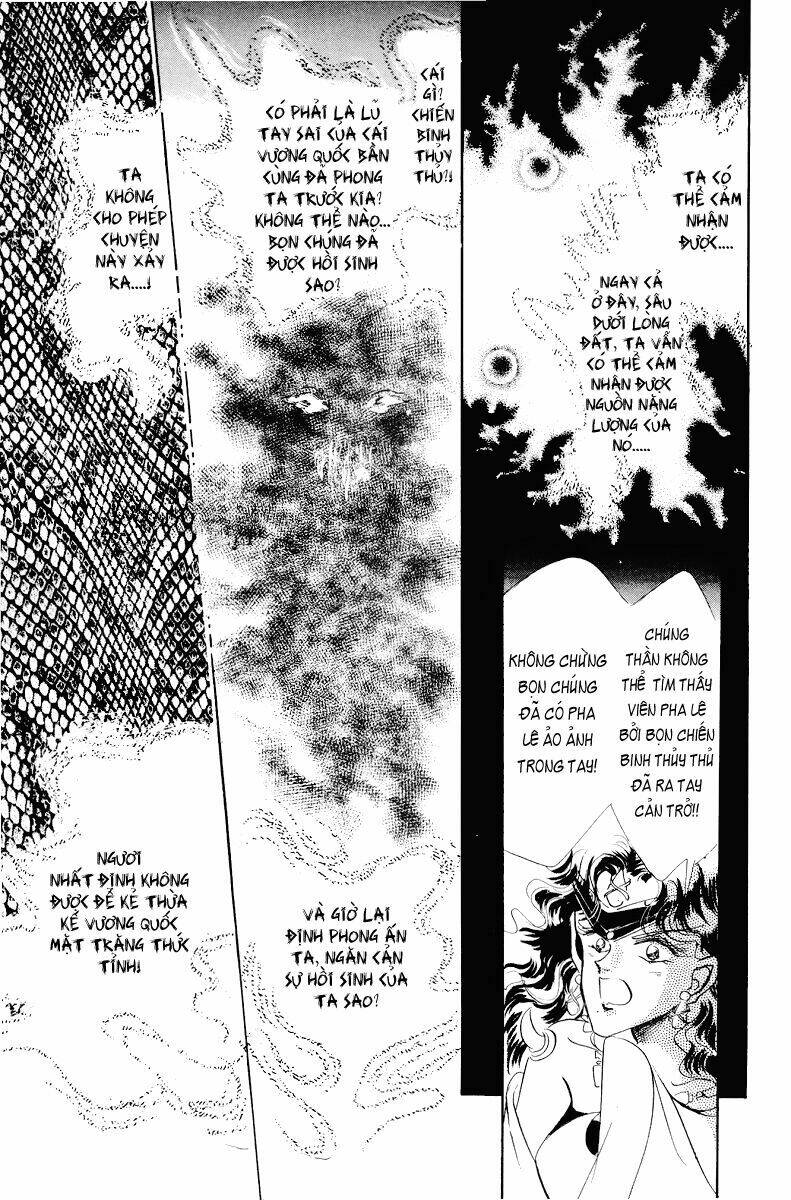 TA CÓ
THỂ CẢM
NHẬN
ĐƯỢC....
NGAY CẢ
Ở ĐÂY, SÂU
DƯỚI LÒNG
ĐẤT, TA VẪN
CÓ THỂ CẢM
NHẬN ĐƯỢC
NGUỒN NĂNG
LƯỢNG CỦA
NÓ.....
CHÚNG
THẦN KHÔNG
THỂ TÌM THẤY
VIÊN PHA LÊ
BỞI BỌN CHIẾN
BINH THỦY THỦ
ĐÃ RA TAY
CẢN TRỞ!!
KHÔNG CHỪNG
BỌN CHÚNG
ĐÃ CÓ PHA
LÊ ẢO ẢNH
TRONG TAY!
CÁI
GÌ?
CHIẾN
BINH
THỦY
THỦ?!
CÓ PHẢI LÀ LŨ
TAY SAI CỦA CÁI
VƯƠNG QUỐC BẦN
CÙNG ĐÃ PHONG
TA TRƯỚC KIA?
KHÔNG THỂ NÀO...
BỌN CHÚNG ĐÃ
ĐƯỢC HỒI SINH
SAO?
VÀ GIỜ LẠI
ĐỊNH PHONG ẤN
TA, NGĂN CẢN
SỰ HỒI SINH CỦA
TA SAO?
TA
KHÔNG
CHO PHÉP
CHUYỆN
NÀY XẢY
RA....!
NGƯƠI
NHẤT ĐỊNH KHÔNG
ĐƯỢC ĐỂ KẺ THỪA
KẾ VƯƠNG QUỐC
MẶT TRĂNG THỨC
TỈNH!